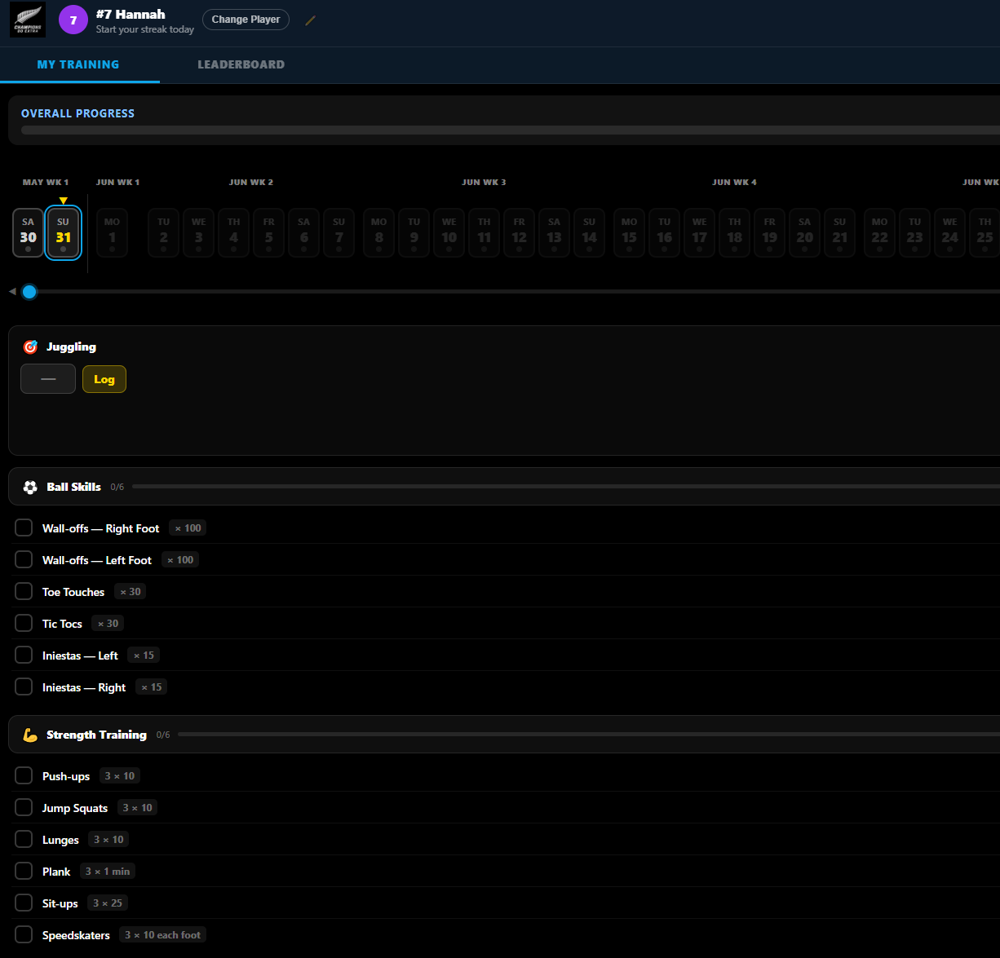 CHAMPIONS
DO EXTRA
7
#7 Hannah
Start your streak today
Change Player
MY TRAINING
LEADERBOARD
OVERALL PROGRESS
MAY WK 1
JUN WK 1
JUN WK 2
JUN WK 3
JUN WK 4
JUN WK
SA SU MO TU WE TH FR SA SU MO TU WE TH FR SA SU MO TU WE TH FR SA SU MO TU WE TH
30 31 1 2 3 4 5 6 7 8 9 10 11 12 13 14 15 16 17 18 19 20 21 22 23 24 25
Juggling
—
Log
Ball Skills 0/6
Wall-offs — Right Foot × 100
Wall-offs — Left Foot × 100
Toe Touches × 30
Tic Tocs × 30
Iniestas — Left × 15
Iniestas — Right × 15
Strength Training 0/6
Push-ups 3 × 10
Jump Squats 3 × 10
Lunges 3 × 10
Plank 3 × 1 min
Sit-ups 3 × 25
Speedskaters 3 × 10 each foot